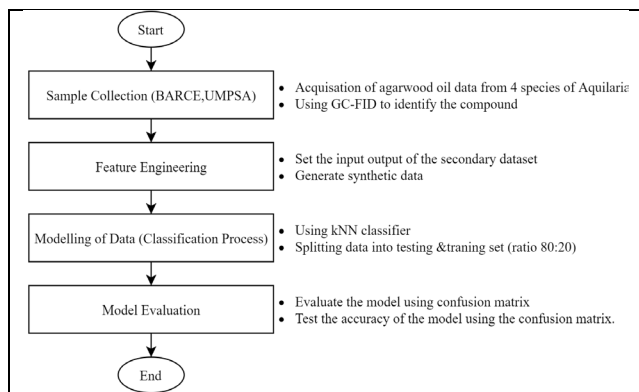 Start
Sample Collection (BARCE,UMPSA)
• Acquisation of agarwood oil data from 4 species of Aquilaria
• Using GC-FID to identify the compound
Feature Engineering
• Set the input output of the secondary dataset
• Generate synthetic data
Modelling of Data (Classification Process)
• Using kNN classifier
• Splitting data into testing &traning set (ratio 80:20)
Model Evaluation
• Evaluate the model using confusion matrix
• Test the accuracy of the model using the confusion matrix.
End